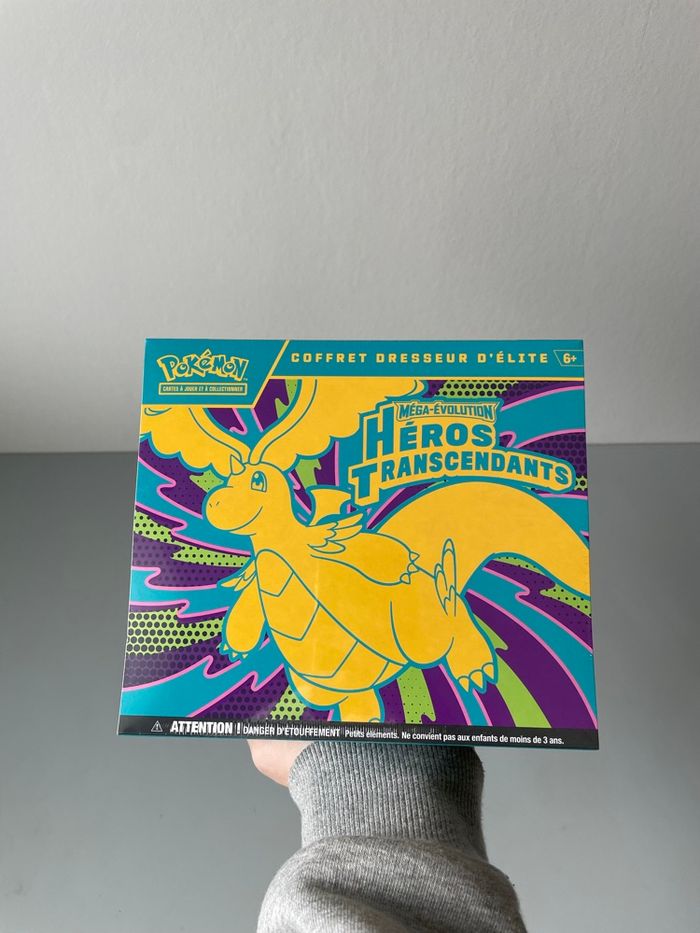 POKéMON
CARTES À JOUER ET À COLLECTIONNER
COFFRET DRESSEUR D'ÉLITE 6+
MÉGA-ÉVOLUTION
HÉROS
TRANSCENDANTS
ATTENTION ! DANGER D'ÉTOUFFEMENT Petits éléments. Ne convient pas aux enfants de moins de 3 ans.